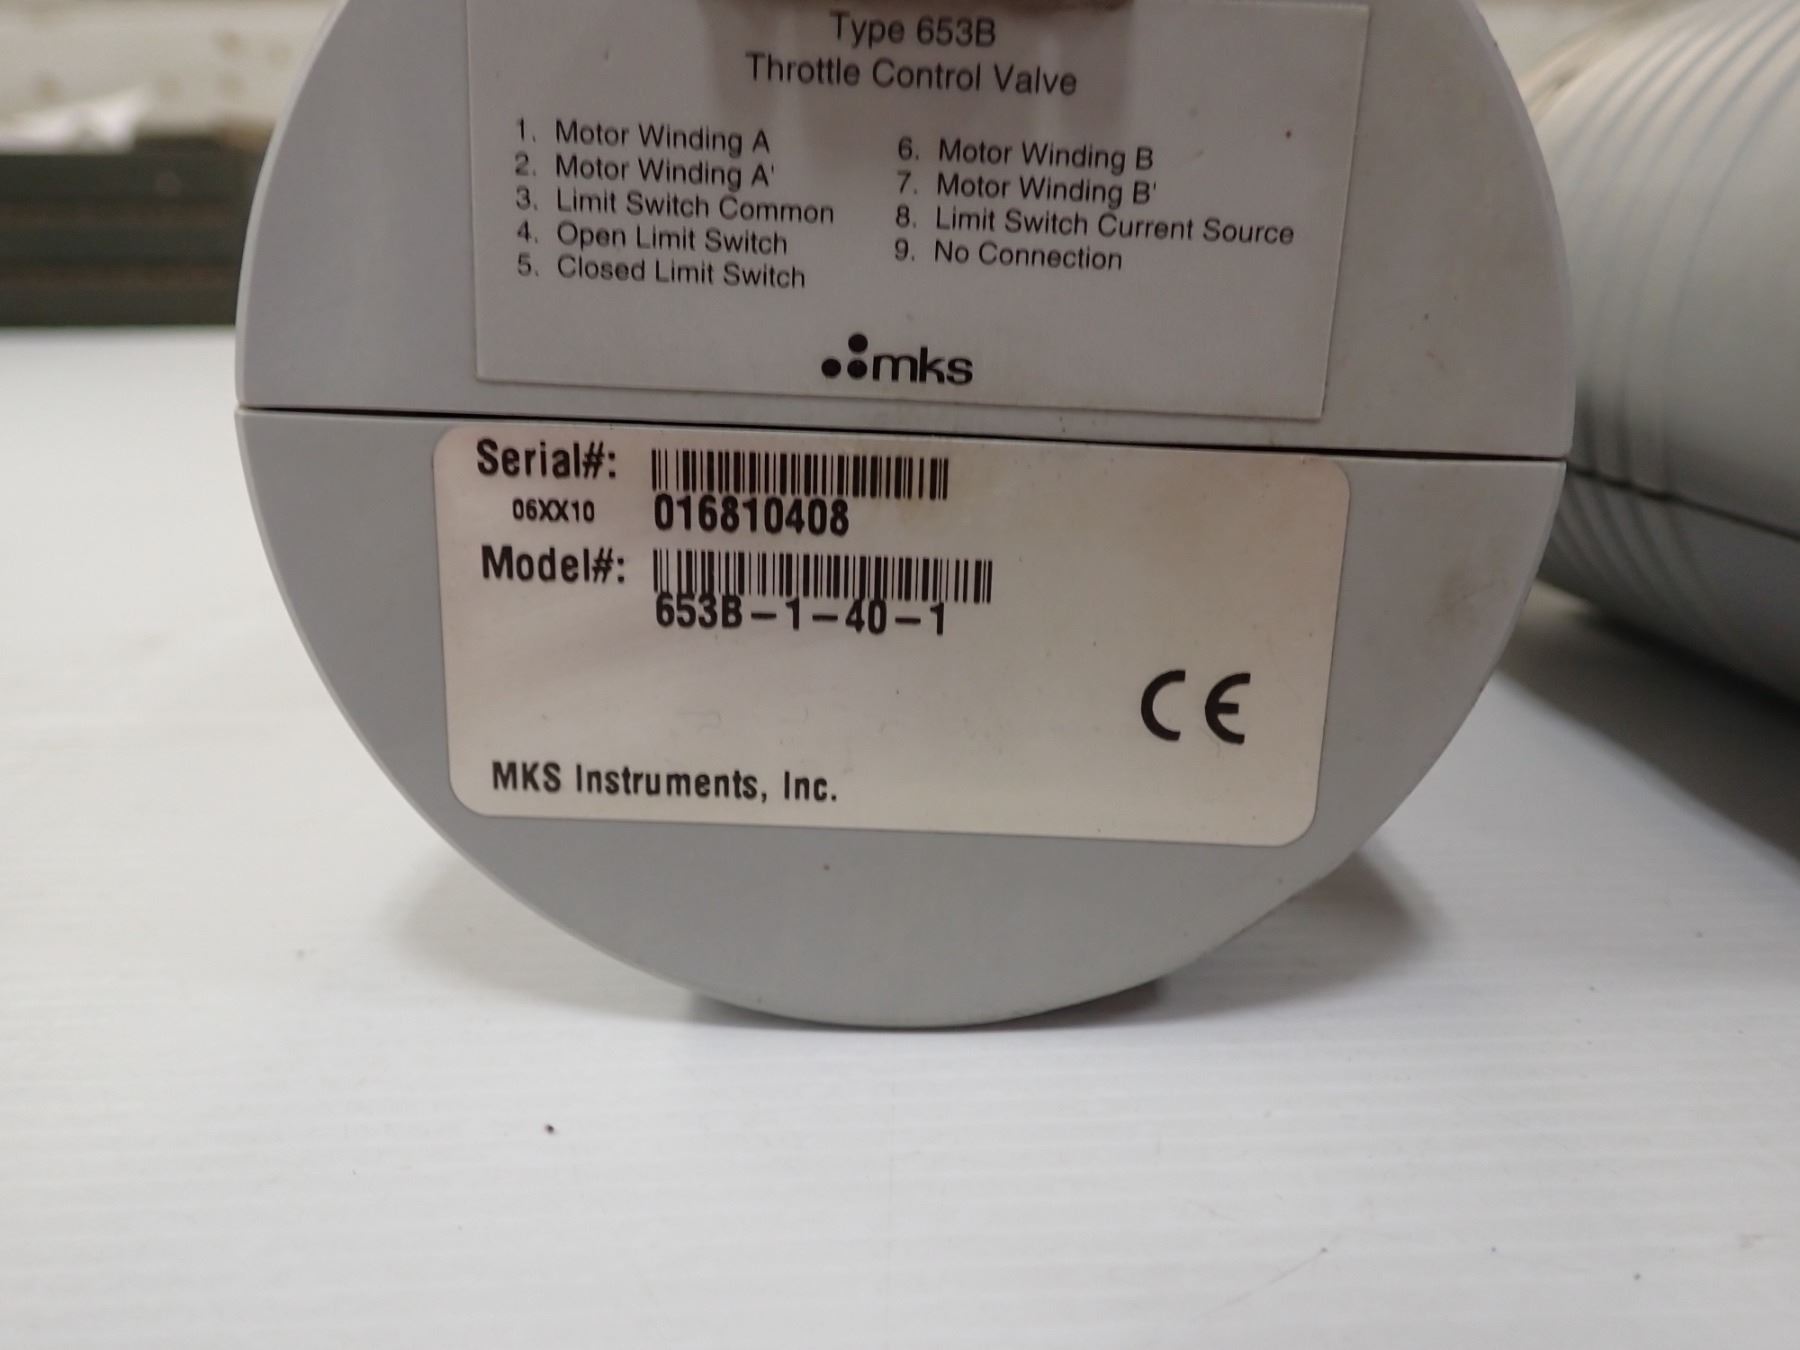 Type 653B
Throttle Control Valve
1. Motor Winding A
2. Motor Winding A'
3. Limit Switch Common
4. Open Limit Switch
5. Closed Limit Switch
6. Motor Winding B
7. Motor Winding B'
8. Limit Switch Current Source
9. No Connection
mks
Serial#:
06XX10 016810408
Model#:
653B-1-40-1
CE
MKS Instruments, Inc.